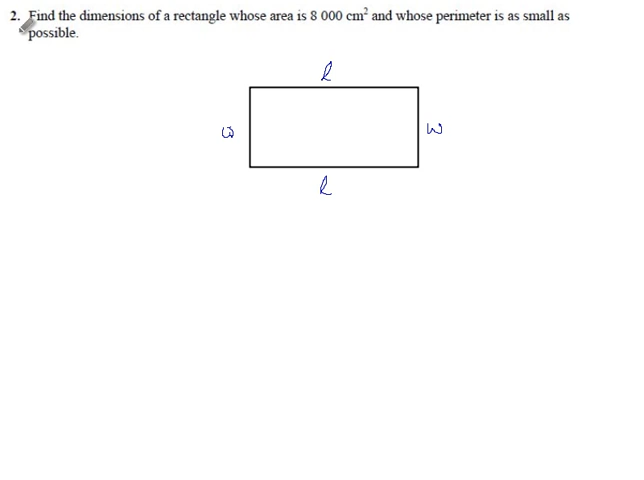 2. Find the dimensions of a rectangle whose area is 8 000 cm² and whose perimeter is as small as
possible.
l
w w
l